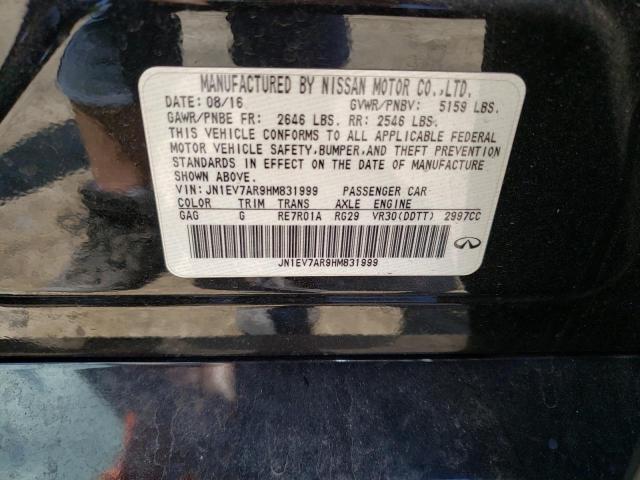 MANUFACTURED BY NISSAN MOTOR CO.,LTD.
DATE: 08/16 GVWR/PNBV: 5159 LBS.
GAWR/PNBE FR: 2646 LBS. RR: 2546 LBS.
THIS VEHICLE CONFORMS TO ALL APPLICABLE FEDERAL
MOTOR VEHICLE SAFETY, BUMPER, AND THEFT PREVENTION
STANDARDS IN EFFECT ON THE DATE OF MANUFACTURE
SHOWN ABOVE.
VIN: JN1EV7AR9HM831999 PASSENGER CAR
COLOR TRIM TRANS AXLE ENGINE
GAG G RE7R01A RG29 VR30(DDTT) 2997CC
JN1EV7AR9HM831999